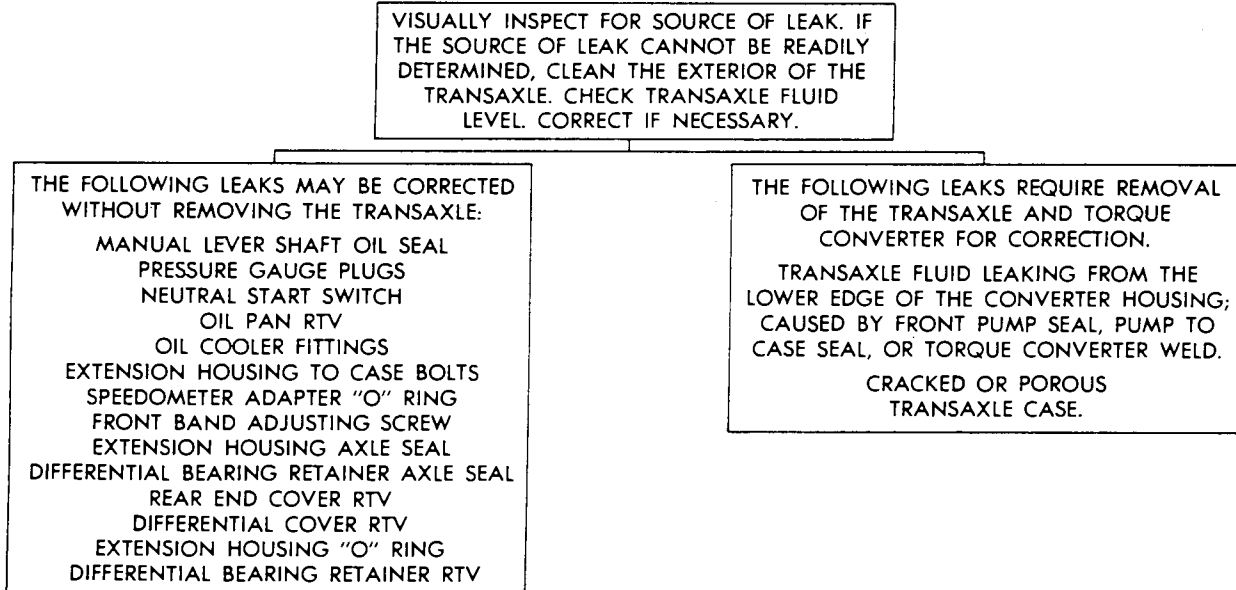 VISUALLY INSPECT FOR SOURCE OF LEAK. IF
THE SOURCE OF LEAK CANNOT BE READILY
DETERMINED, CLEAN THE EXTERIOR OF THE
TRANSAXLE. CHECK TRANSAXLE FLUID
LEVEL. CORRECT IF NECESSARY.
THE FOLLOWING LEAKS MAY BE CORRECTED
WITHOUT REMOVING THE TRANSAXLE:
MANUAL LEVER SHAFT OIL SEAL
PRESSURE GAUGE PLUGS
NEUTRAL START SWITCH
OIL PAN RTV
OIL COOLER FITTINGS
EXTENSION HOUSING TO CASE BOLTS
SPEEDOMETER ADAPTER "O" RING
FRONT BAND ADJUSTING SCREW
EXTENSION HOUSING AXLE SEAL
DIFFERENTIAL BEARING RETAINER AXLE SEAL
REAR END COVER RTV
DIFFERENTIAL COVER RTV
EXTENSION HOUSING "O" RING
DIFFERENTIAL BEARING RETAINER RTV
THE FOLLOWING LEAKS REQUIRE REMOVAL
OF THE TRANSAXLE AND TORQUE
CONVERTER FOR CORRECTION.
TRANSAXLE FLUID LEAKING FROM THE
LOWER EDGE OF THE CONVERTER HOUSING;
CAUSED BY FRONT PUMP SEAL, PUMP TO
CASE SEAL, OR TORQUE CONVERTER WELD.
CRACKED OR POROUS
TRANSAXLE CASE.